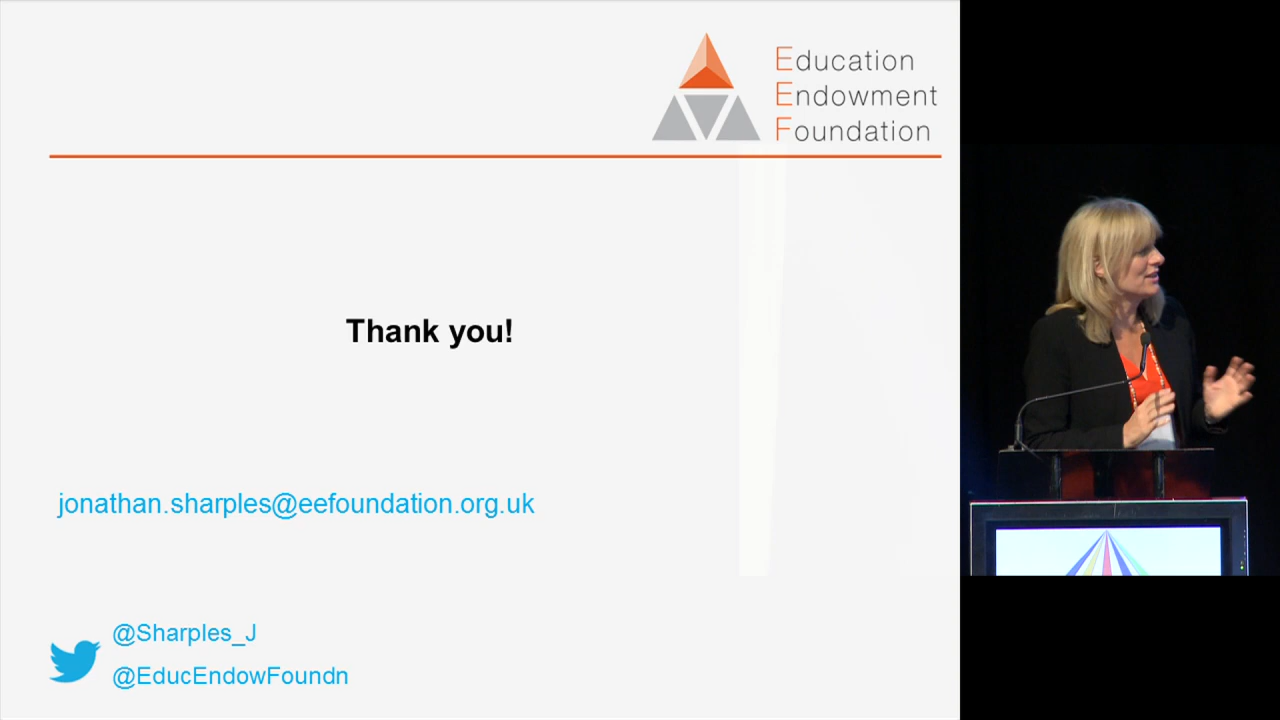 Education
Endowment
Foundation
Thank you!
jonathan.sharples@eefoundation.org.uk
@Sharples_J
@EducEndowFoundn